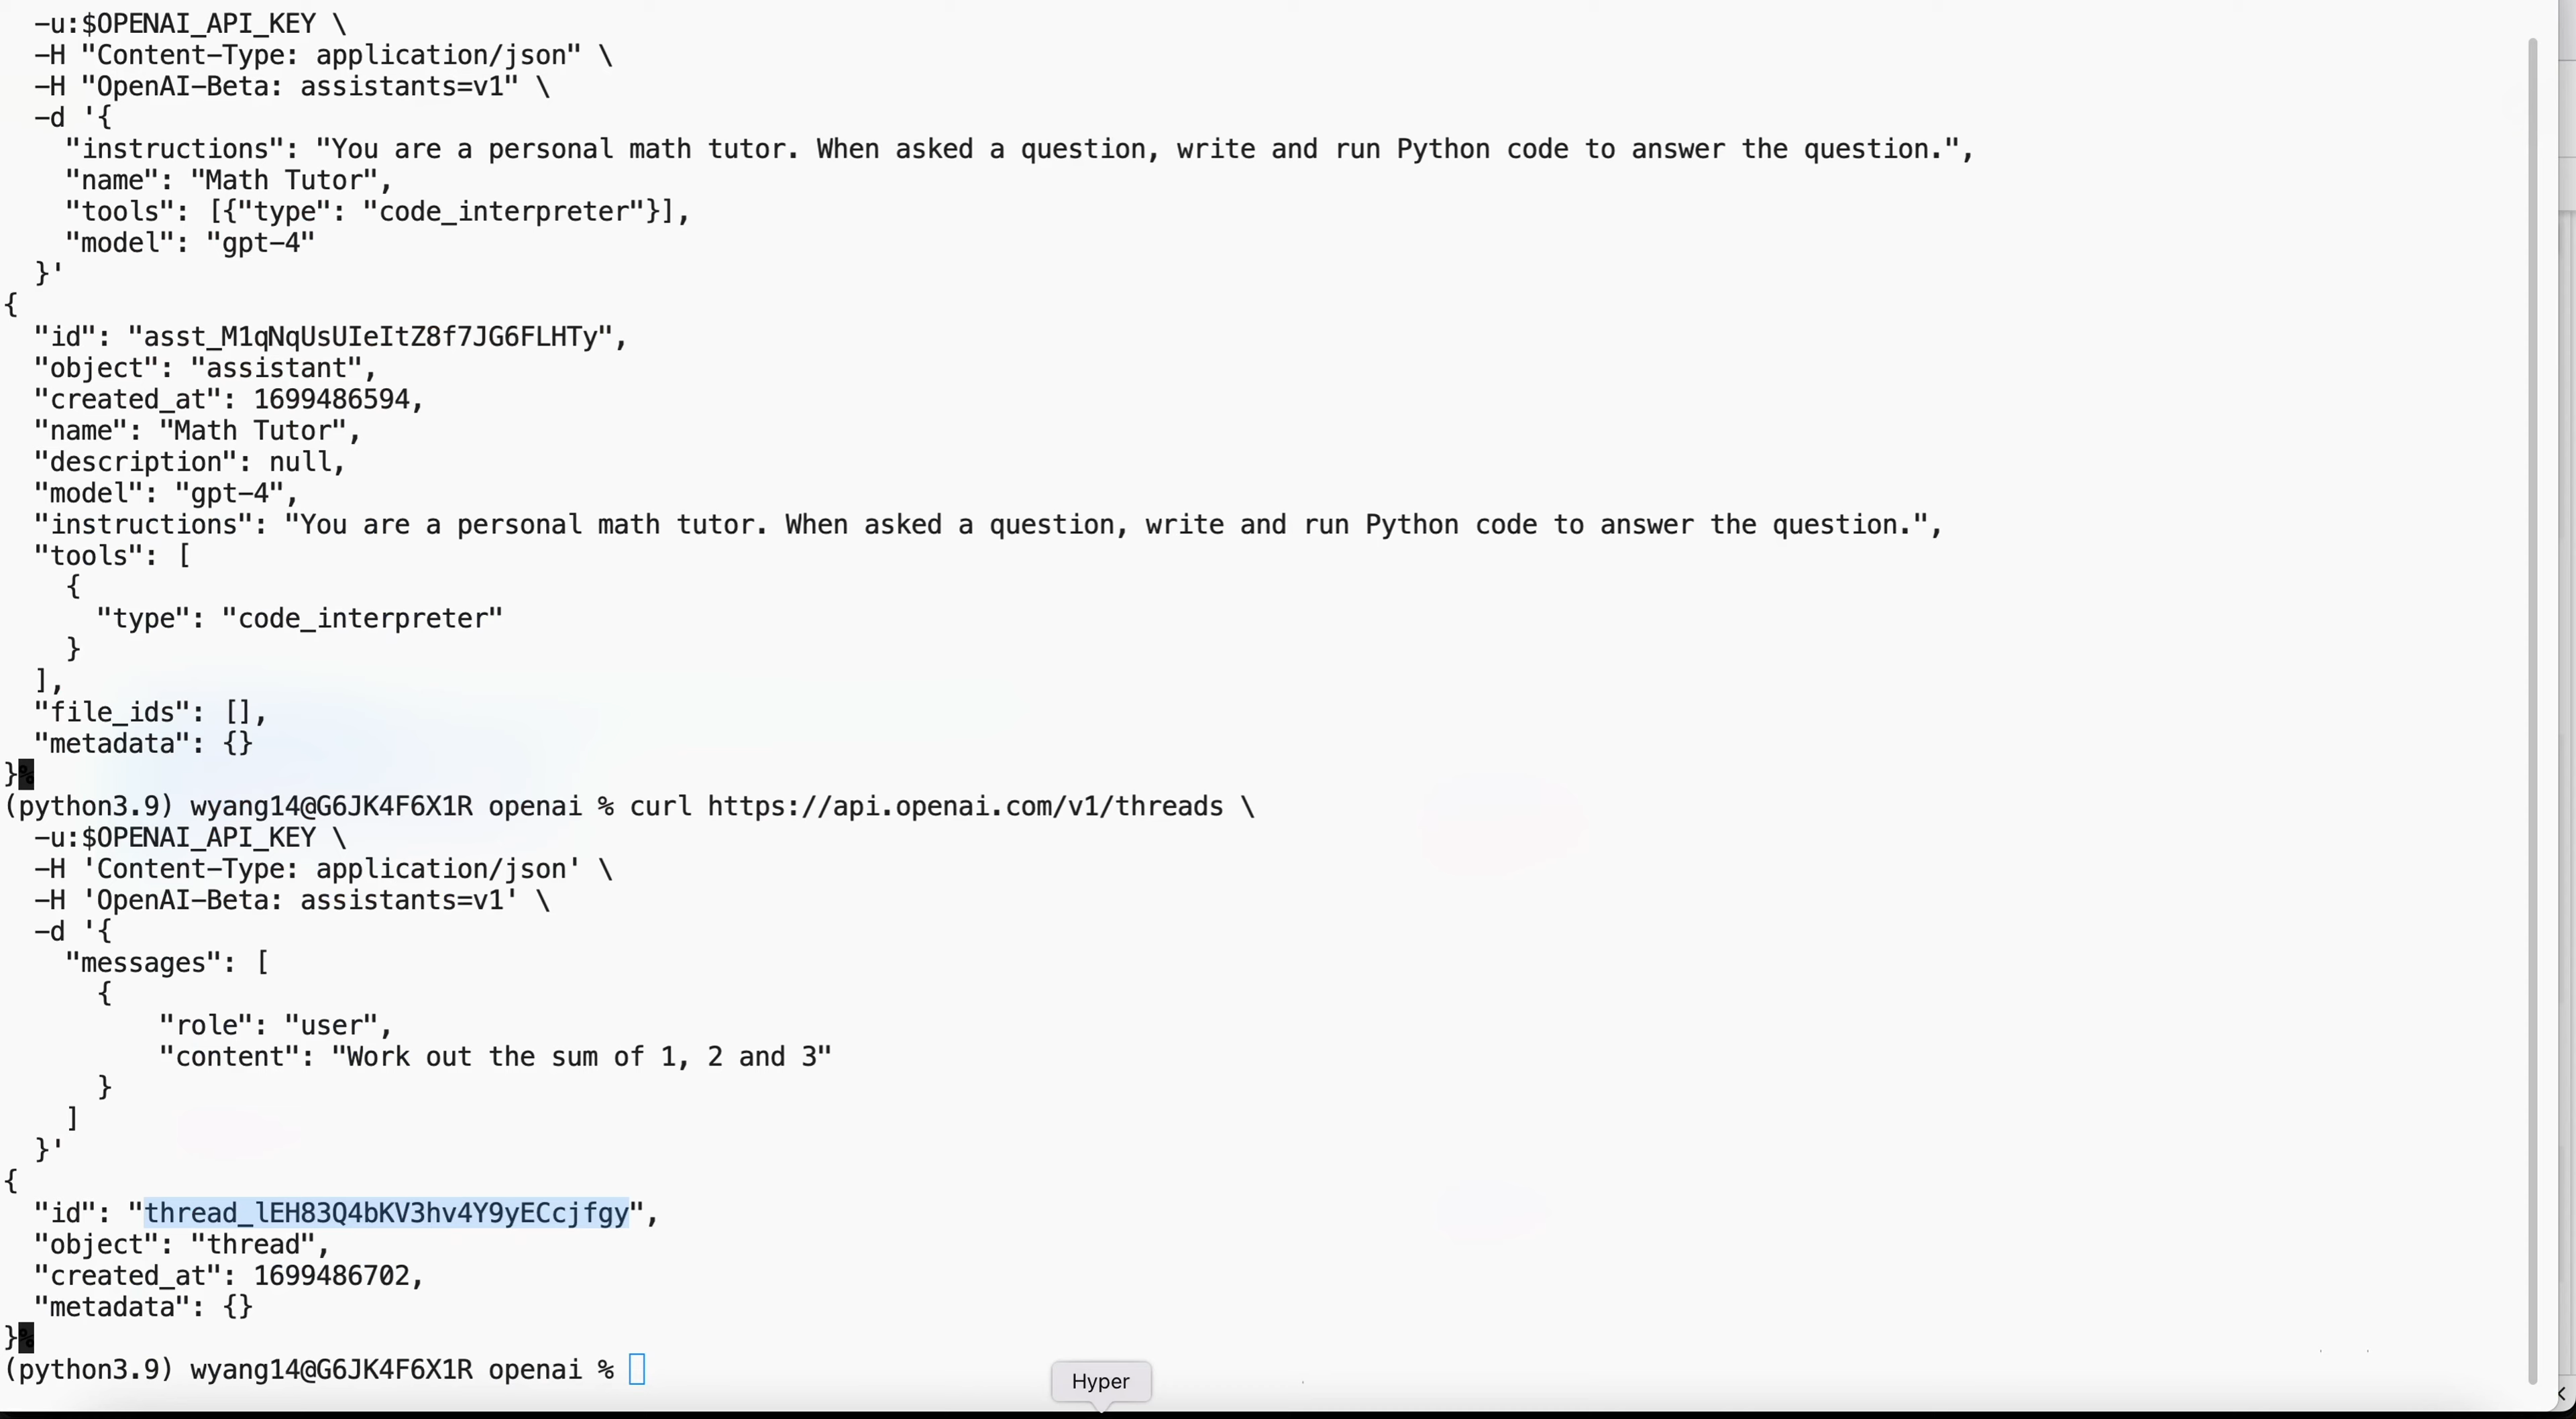 -u:$OPENAI_API_KEY \
-H "Content-Type: application/json" \
-H "OpenAI-Beta: assistants=v1" \
-d '{
"instructions": "You are a personal math tutor. When asked a question, write and run Python code to answer the question.",
"name": "Math Tutor",
"tools": [{"type": "code_interpreter"}],
"model": "gpt-4"
}'
{
"id": "asst_M1qNqUsUIeItZ8f7JG6FLHTy",
"object": "assistant",
"created_at": 1699486594,
"name": "Math Tutor",
"description": null,
"model": "gpt-4",
"instructions": "You are a personal math tutor. When asked a question, write and run Python code to answer the question.",
"tools": [
{
"type": "code_interpreter"
}
],
"file_ids": [],
"metadata": {}
}%
(python3.9) wyang14@G6JK4F6X1R openai % curl https://api.openai.com/v1/threads \
-u:$OPENAI_API_KEY \
-H 'Content-Type: application/json' \
-H 'OpenAI-Beta: assistants=v1' \
-d '{
"messages": [
{
"role": "user",
"content": "Work out the sum of 1, 2 and 3"
}
]
}'
{
"id": "thread_lEH83Q4bKV3hv4Y9yECcjfgy",
"object": "thread",
"created_at": 1699486702,
"metadata": {}
}%
(python3.9) wyang14@G6JK4F6X1R openai %
Hyper